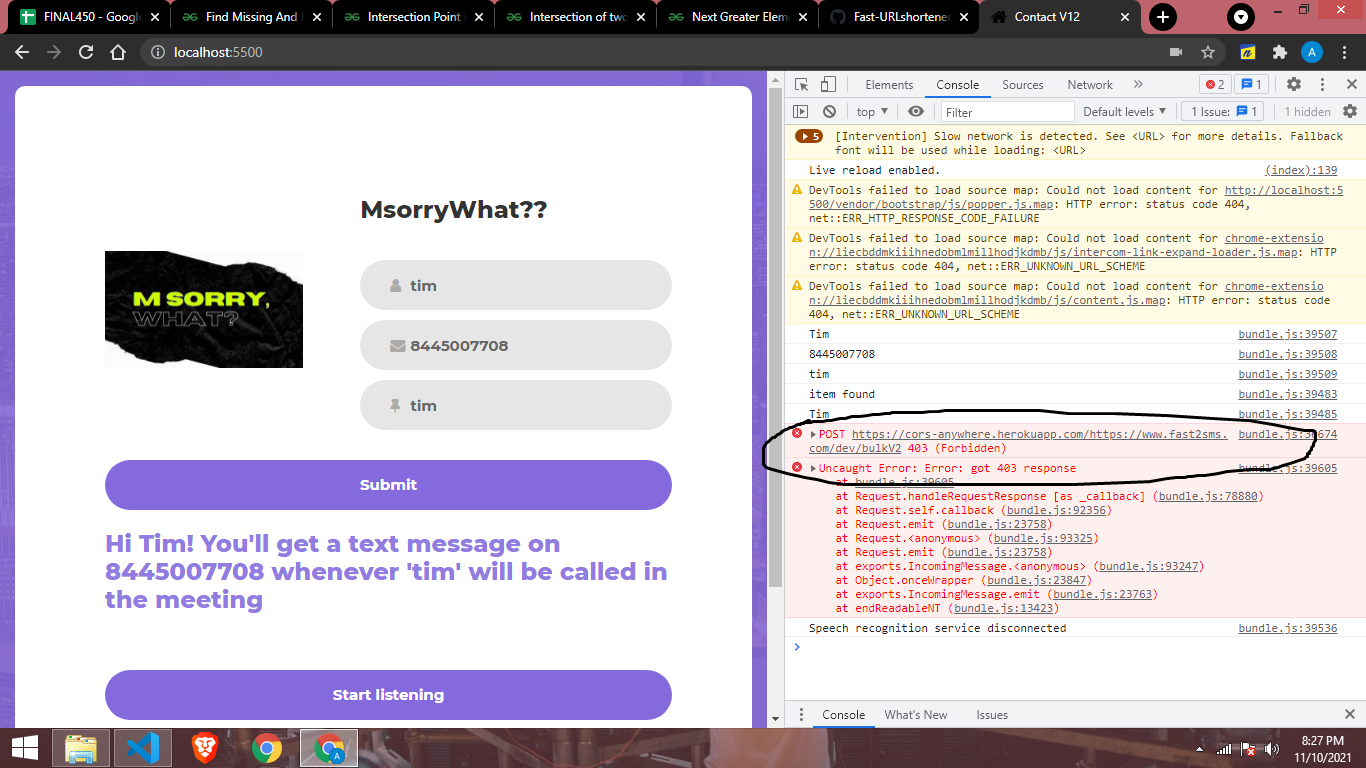 FINAL450 - Google
Find Missing And
Intersection Point
Intersection of two
Next Greater Elem
Fast-URLshortener
Contact V12
localhost:5500
A
Elements
Console
Sources
Network
2
1
top
Filter
Default levels
1 Issue:
1
1 hidden
5
[Intervention] Slow network is detected. See <URL> for more details. Fallback
font will be used while loading: <URL>
Live reload enabled.
(index):139
DevTools failed to load source map: Could not load content for http://localhost:5
500/vendor/bootstrap/js/popper.js.map: HTTP error: status code 404,
net::ERR_HTTP_RESPONSE_CODE_FAILURE
DevTools failed to load source map: Could not load content for chrome-extensio
n://liecbddmkiiihnedobmlmillhodjkdmb/js/intercom-link-expand-loader.js.map: HTTP
error: status code 404, net::ERR_UNKNOWN_URL_SCHEME
DevTools failed to load source map: Could not load content for chrome-extensio
n://liecbddmkiiihnedobmlmillhodjkdmb/js/content.js.map: HTTP error: status code
404, net::ERR_UNKNOWN_URL_SCHEME
Tim
bundle.js:39507
8445007708
bundle.js:39508
tim
bundle.js:39509
item found
bundle.js:39483
Tim
bundle.js:39485
POST https://cors-anywhere.herokuapp.com/https://www.fast2sms.
com/dev/bulkV2 403 (Forbidden)
Uncaught Error: Error: got 403 response
bundle.js:39605
at bundle.js:39605
at Request.handleRequestResponse [as _callback] (bundle.js:78880)
at Request.self.callback (bundle.js:92356)
at Request.emit (bundle.js:23758)
at Request.<anonymous> (bundle.js:93325)
at Request.emit (bundle.js:23758)
at exports.IncomingMessage.<anonymous> (bundle.js:93247)
at Object.onceWrapper (bundle.js:23847)
at exports.IncomingMessage.emit (bundle.js:23763)
at endReadableNT (bundle.js:13423)
Speech recognition service disconnected
bundle.js:39536
Console
What's New
Issues
MsorryWhat??
M SORRY,
WHAT?
tim
8445007708
tim
Submit
Hi Tim! You'll get a text message on
8445007708 whenever 'tim' will be called in
the meeting
Start listening
A
8:27 PM
11/10/2021